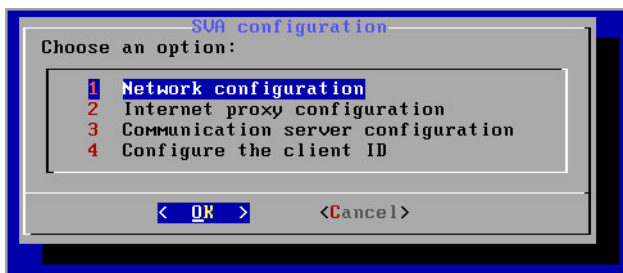 SVA configuration
Choose an option:
1 Network configuration
2 Internet proxy configuration
3 Communication server configuration
4 Configure the client ID
< OK > <Cancel>